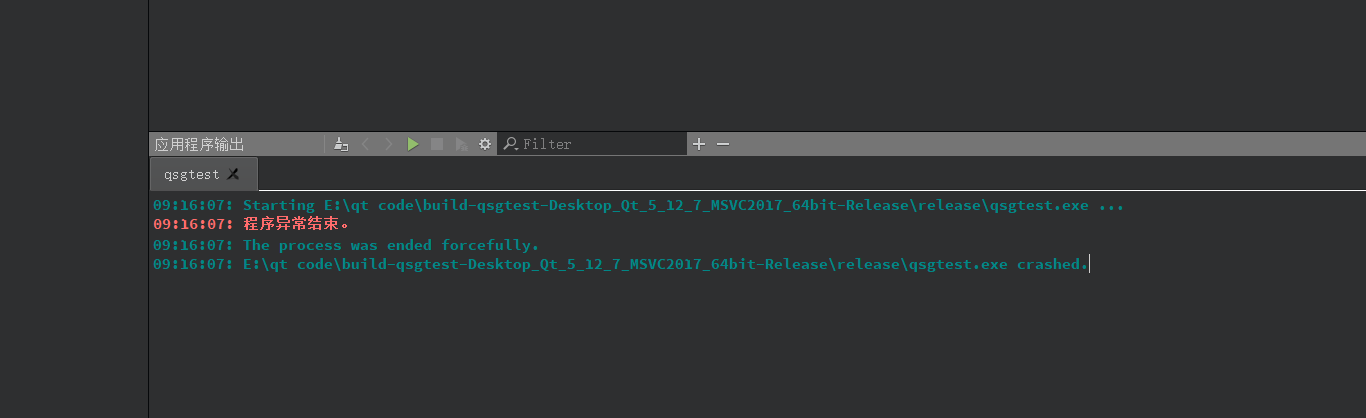 应用程序输出
Filter
qsgtest
09:16:07: Starting E:\qt code\build-qsgtest-Desktop_Qt_5_12_7_MSVC2017_64bit-Release\release\qsgtest.exe ...
09:16:07: 程序异常结束。
09:16:07: The process was ended forcefully.
09:16:07: E:\qt code\build-qsgtest-Desktop_Qt_5_12_7_MSVC2017_64bit-Release\release\qsgtest.exe crashed.